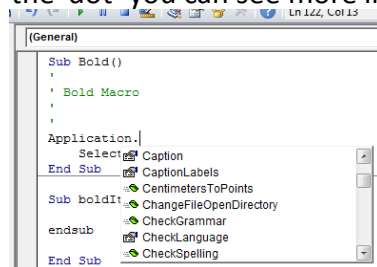 the 'dot' you can see more i
Ln 122, Col 13
(General)
Sub Bold()
'
' Bold Macro
'
'
Application.
Select
End Sub
Caption
CaptionLabels
CentimetersToPoints
ChangeFileOpenDirectory
CheckGrammar
CheckLanguage
CheckSpelling
Sub boldIt
endsub
End Sub